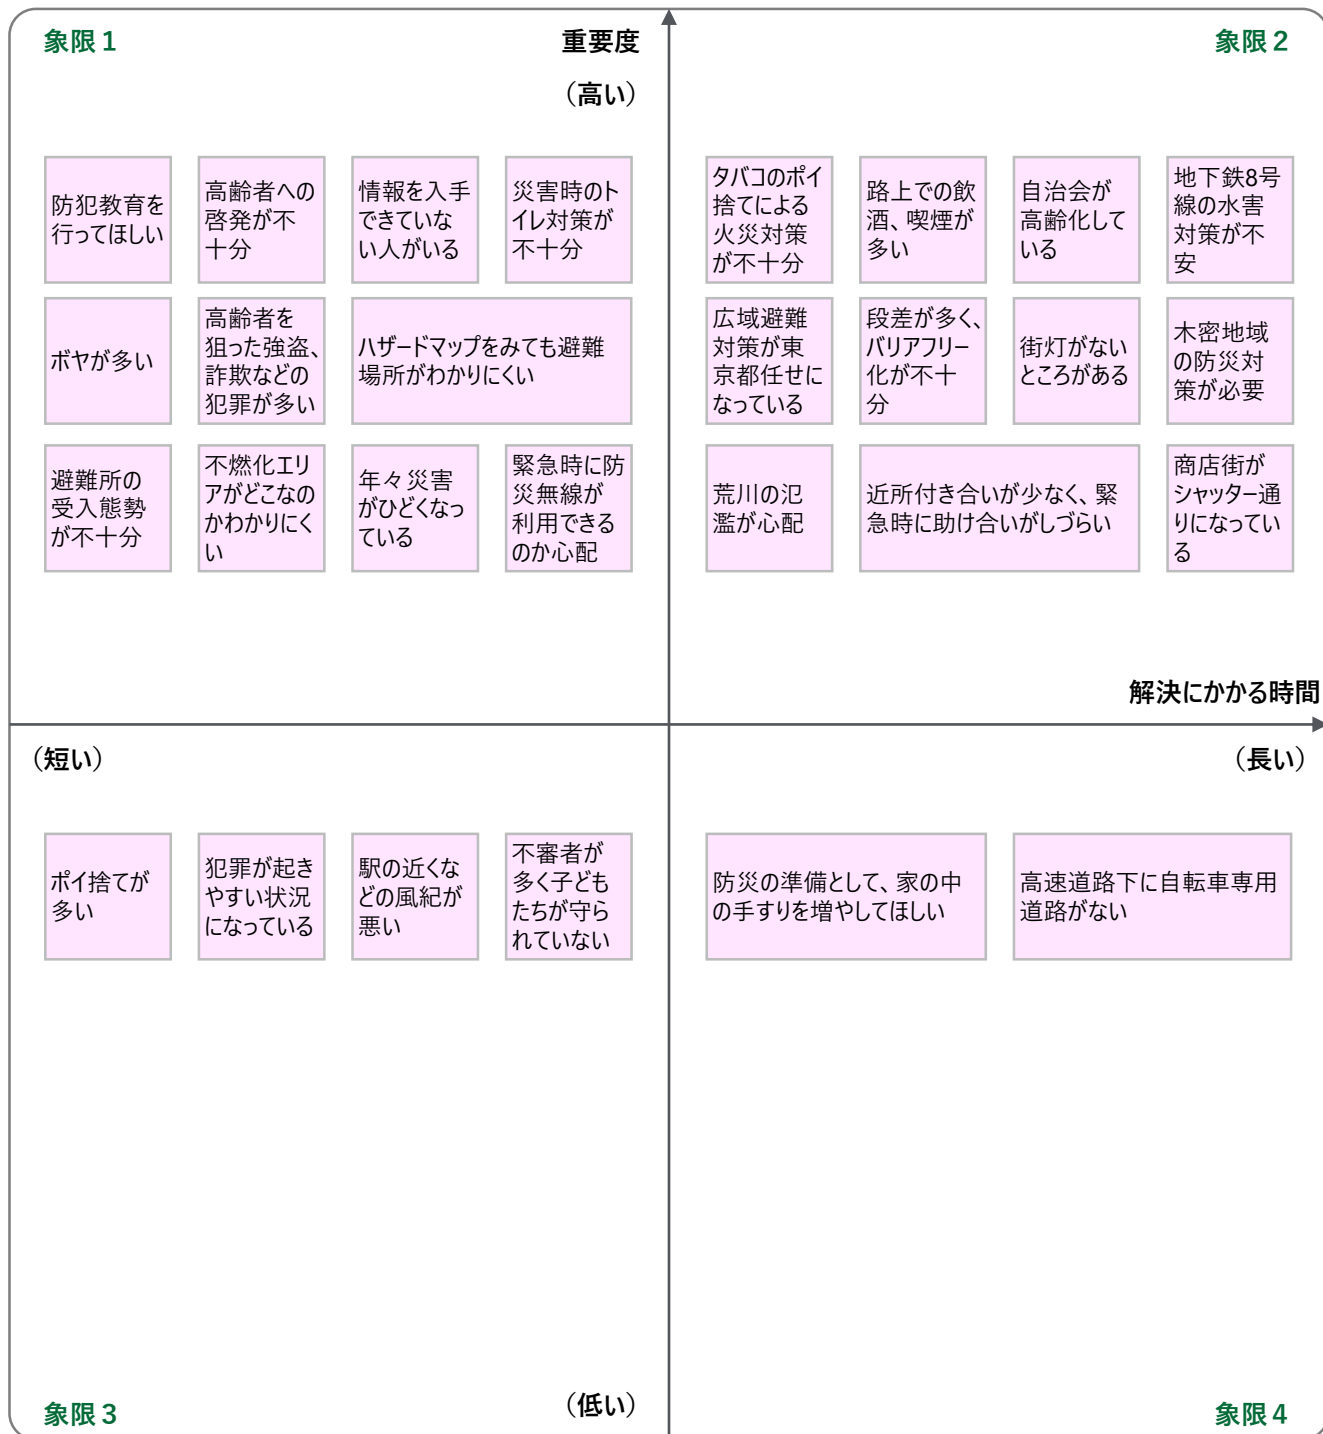 象限1
重要度
象限2
（高い）
防犯教育を
行ってほしい
高齢者への
啓発が不
十分
情報を入手
できていな
い人がいる
災害時のト
イレ対策が
不十分
タバコのポイ
捨てによる
火災対策
が不十分
路上での飲
酒、喫煙が
多い
自治会が
高齢化して
いる
地下鉄8号
線の水害
対策が不
安
ボヤが多い
高齢者を
狙った強盗、
詐欺などの
犯罪が多い
ハザードマップをみても避難
場所がわかりにくい
広域避難
対策が東
京都任せに
なっている
段差が多く、
バリアフリー
化が不十
分
街灯がない
ところがある
木密地域
の防災対
策が必要
避難所の
受入態勢
が不十分
不燃化エリ
アがどこなの
かわかりにく
い
年々災害
がひどくなっ
ている
緊急時に防
災無線が
利用できる
のか心配
荒川の氾
濫が心配
近所付き合いが少なく、緊
急時に助け合いがしづらい
商店街が
シャッター通
りになってい
る
解決にかかる時間
（短い）
（長い）
ポイ捨てが
多い
犯罪が起き
やすい状況
になっている
駅の近くな
どの風紀が
悪い
不審者が
多く子ども
たちが守ら
れていない
防災の準備として、家の中
の手すりを増やしてほしい
高速道路下に自転車専用
道路がない
象限3
（低い）
象限4